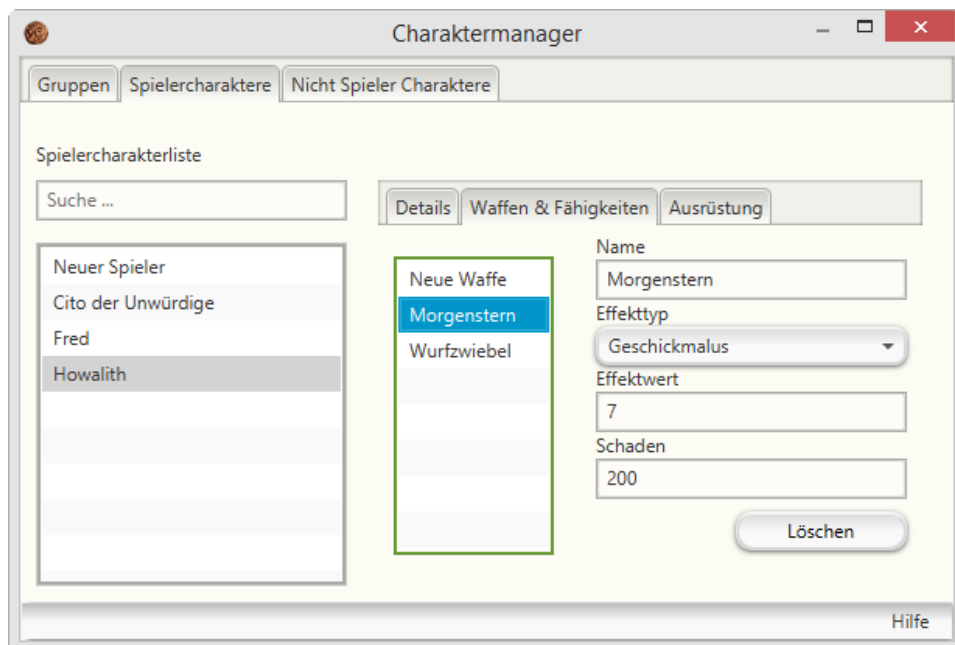 Charaktermanager
Gruppen Spielercharaktere Nicht Spieler Charaktere
Spielercharakterliste
Suche ...
Neuer Spieler
Cito der Unwürdige
Fred
Howalith
Details Waffen & Fähigkeiten Ausrüstung
Neue Waffe
Morgenstern
Wurfzwiebel
Name
Morgenstern
Effekttyp
Geschickmalus
Effektwert
7
Schaden
200
Löschen
Hilfe